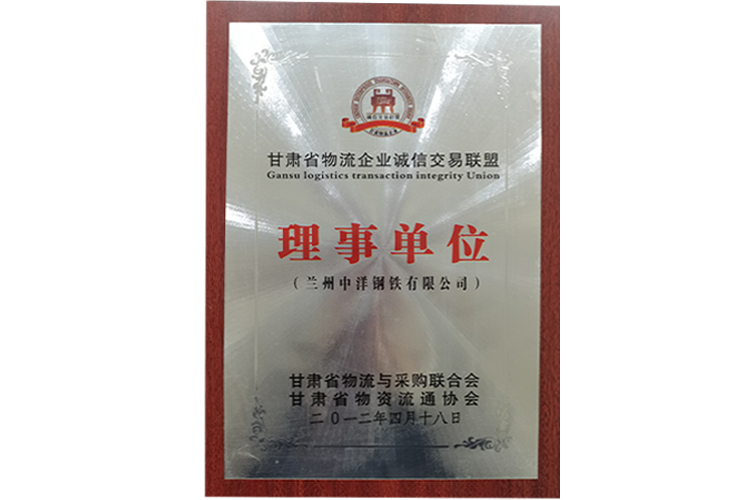 甘肃省物流企业诚信交易联盟
Gansu logistics transaction integrity Union
理事单位
（兰州中洋钢铁有限公司）
甘肃省物流与采购联合会
甘肃省物资流通协会
二〇一二年四月十八日